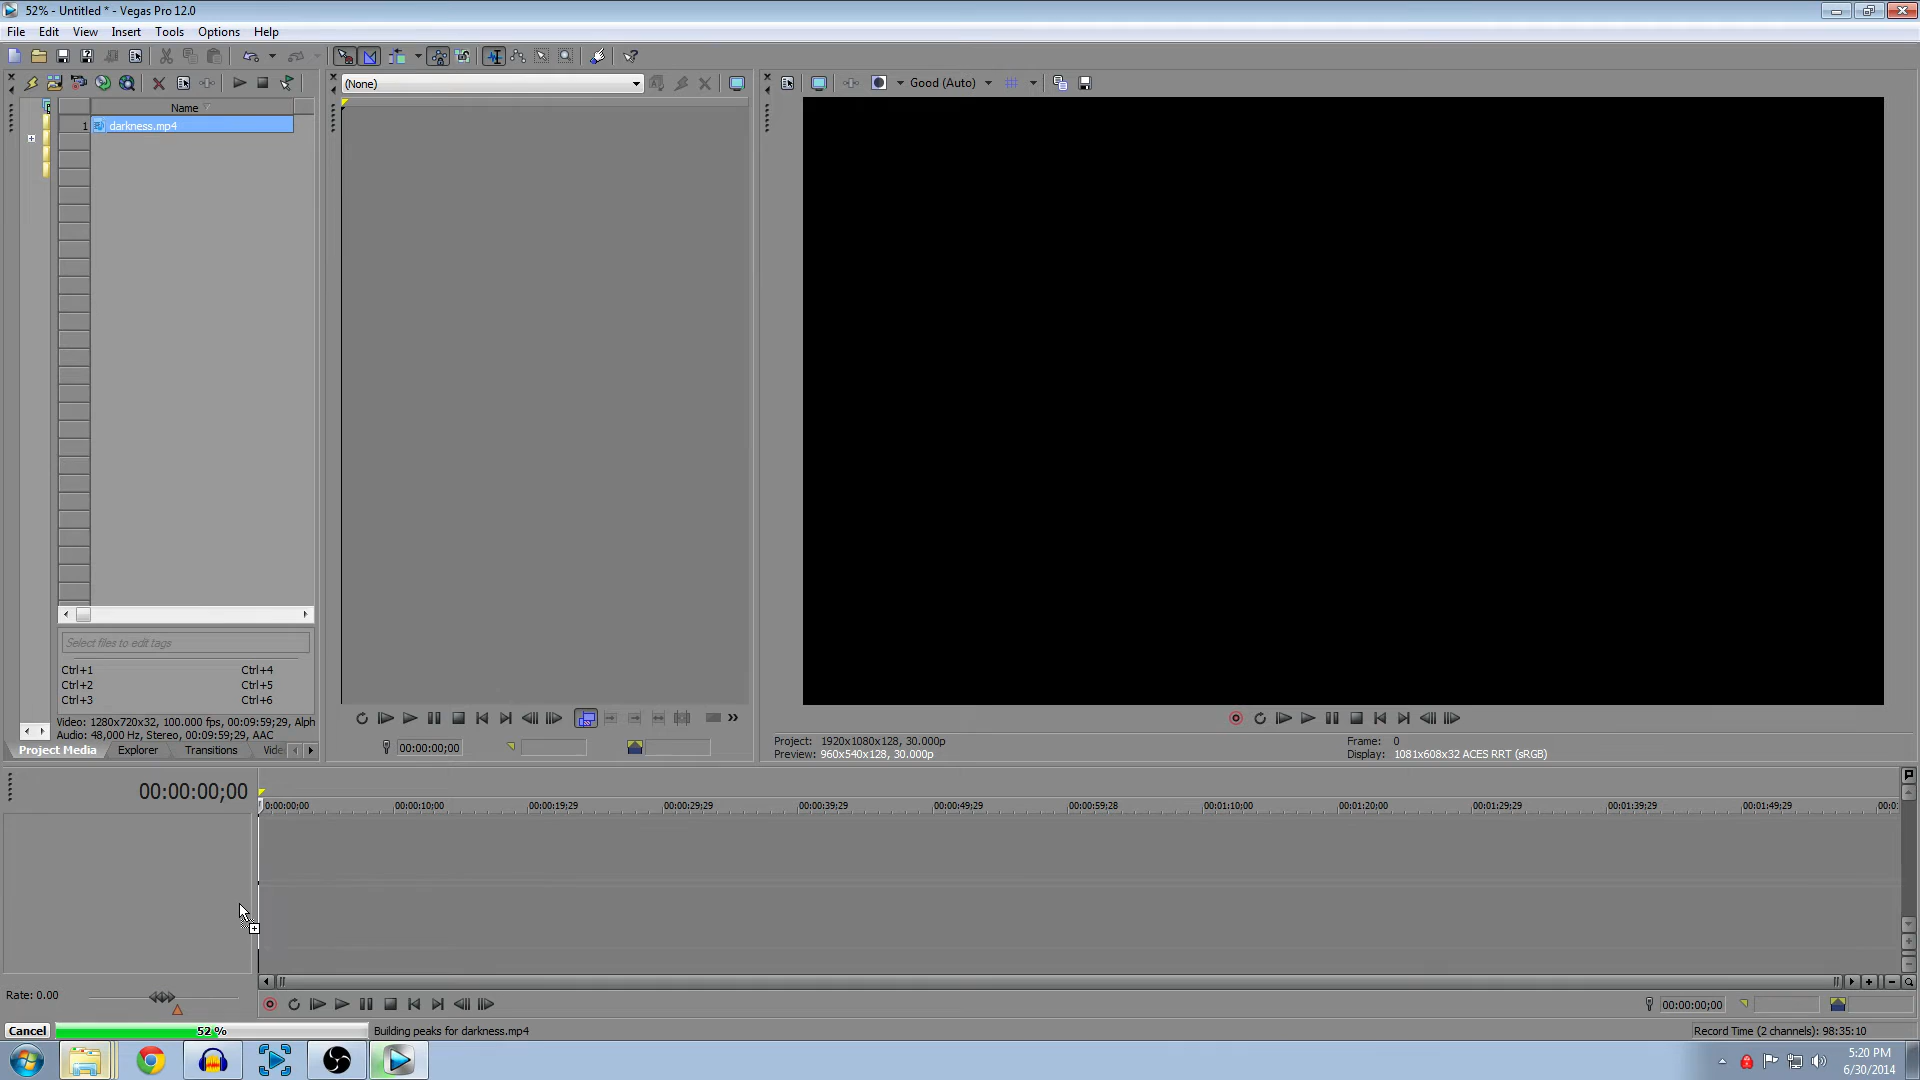 52% - Untitled * - Vegas Pro 12.0
File Edit View Insert Tools Options Help
(None)
Good (Auto)
Name
1 darkness.mp4
Select files to edit tags
Ctrl+1 Ctrl+4
Ctrl+2 Ctrl+5
Ctrl+3 Ctrl+6
Video: 1280x720x32, 100.000 fps, 00:09:59;29, Alph
Audio: 48,000 Hz, Stereo, 00:09:59;29, AAC
Project Media Explorer Transitions Vide
00:00:00;00
Project: 1920x1080x128, 30.000p
Preview: 960x540x128, 30.000p
Frame: 0
Display: 1081x608x32 ACES RRT (sRGB)
00:00:00;00
0:00:00;00 00:00:10;00 00:00:19;29 00:00:29;29 00:00:39;29 00:00:49;29 00:00:59;28 00:01:10;00 00:01:20;00 00:01:29;29 00:01:39;29 00:01:49;29 00:0
Rate: 0.00
00:00:00;00
Cancel 52 % Building peaks for darkness.mp4
Record Time (2 channels): 98:35:10
5:20 PM
6/30/2014